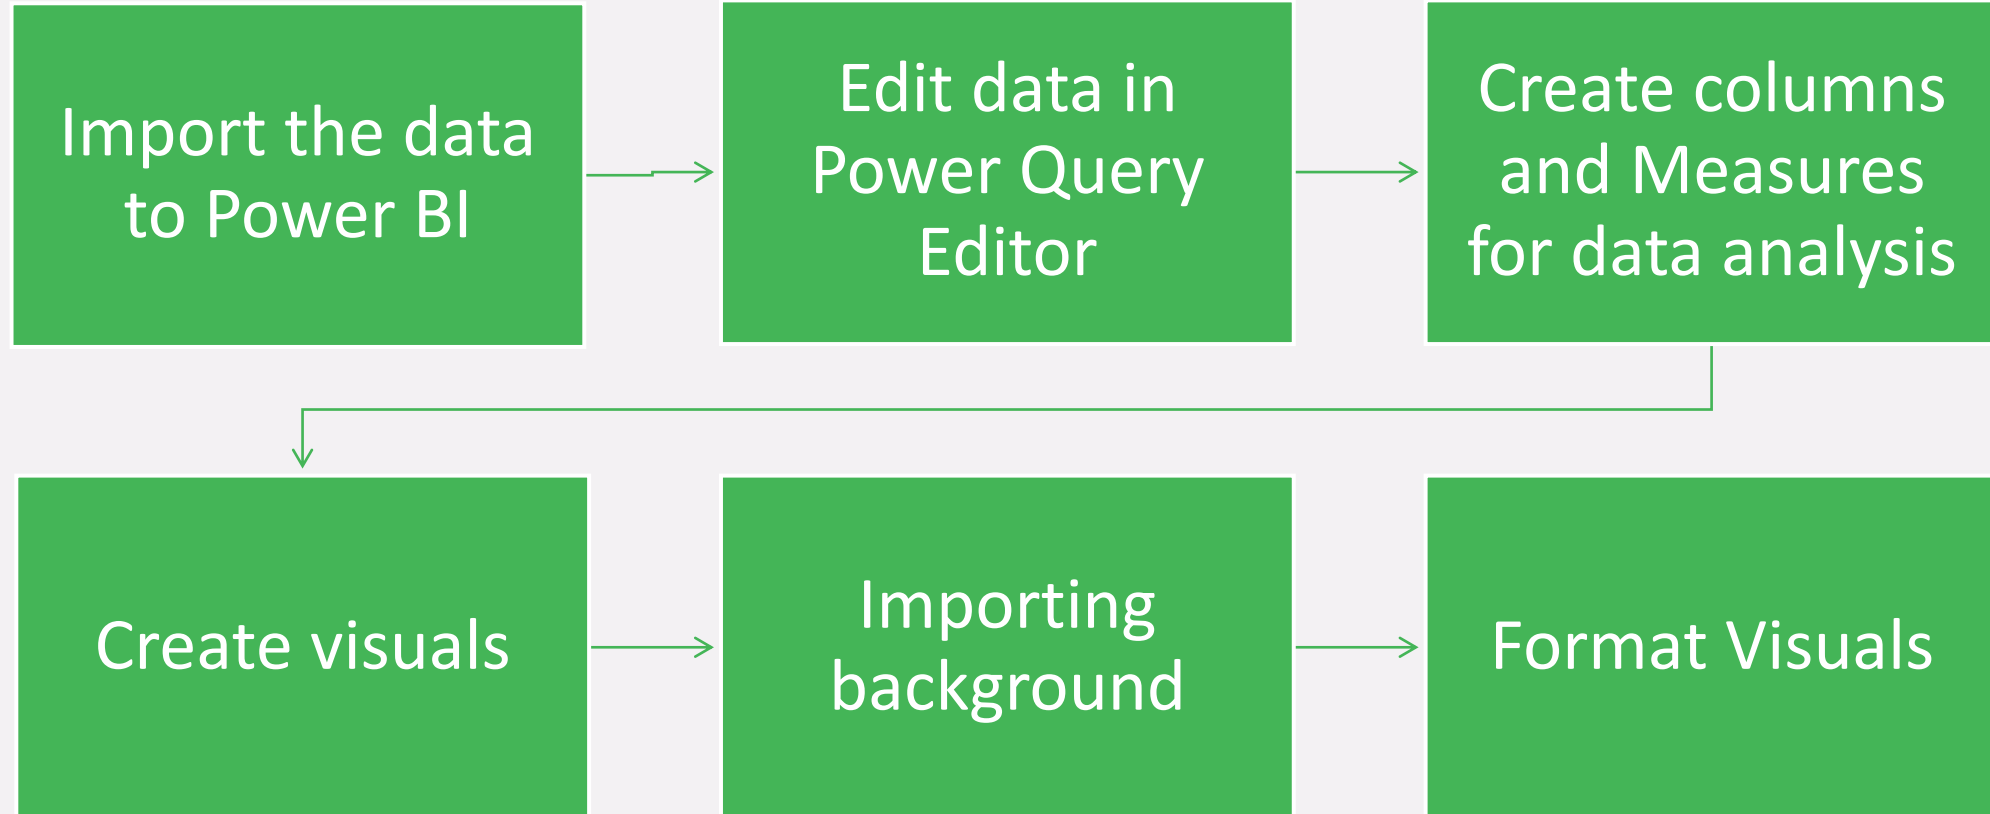 Import the data
to Power BI
Edit data in
Power Query
Editor
Create columns
and Measures
for data analysis
Create visuals
Importing
background
Format Visuals